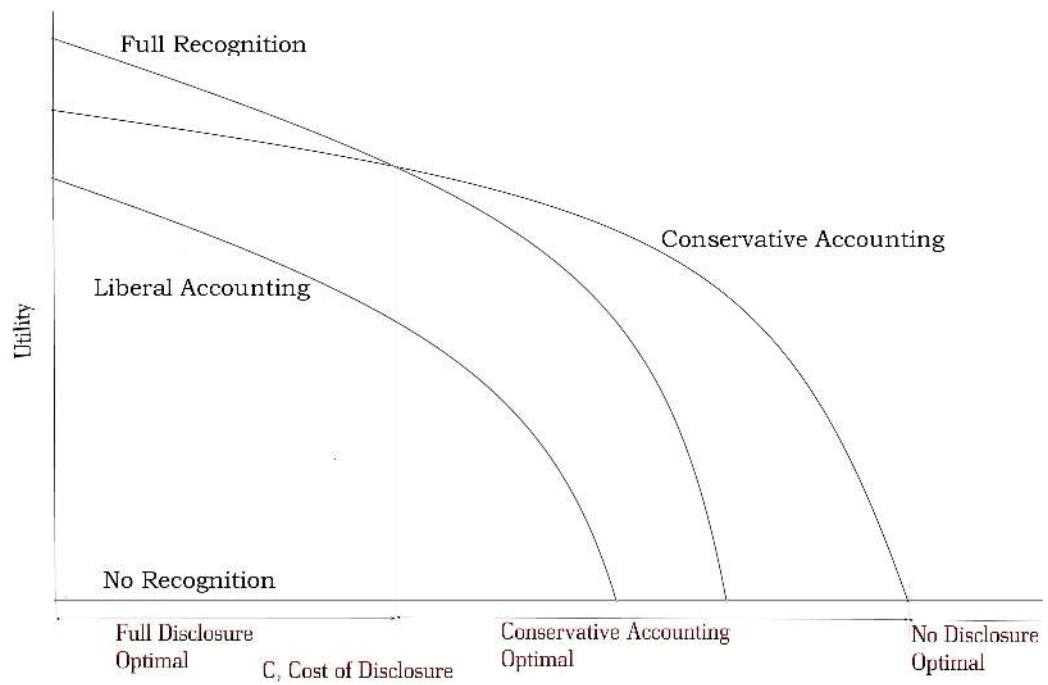 Full Recognition
Conservative Accounting
Liberal Accounting
Utility
No Recognition
Full Disclosure
Optimal
Conservative Accounting
Optimal
No Disclosure
Optimal
C, Cost of Disclosure